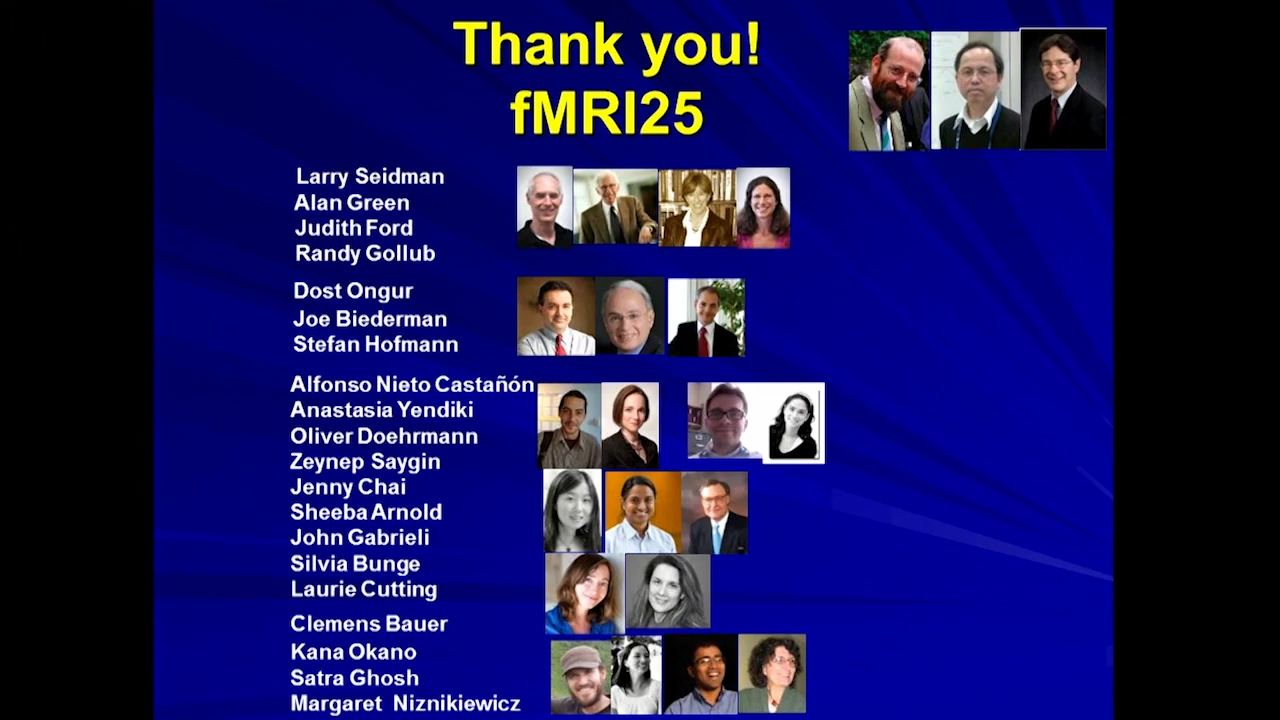 Thank you!
fMRI25
Larry Seidman
Alan Green
Judith Ford
Randy Gollub
Dost Ongur
Joe Biederman
Stefan Hofmann
Alfonso Nieto Castañón
Anastasia Yendiki
Oliver Doehrmann
Zeynep Saygin
Jenny Chai
Sheeba Arnold
John Gabrieli
Silvia Bunge
Laurie Cutting
Clemens Bauer
Kana Okano
Satra Ghosh
Margaret Niznikiewicz